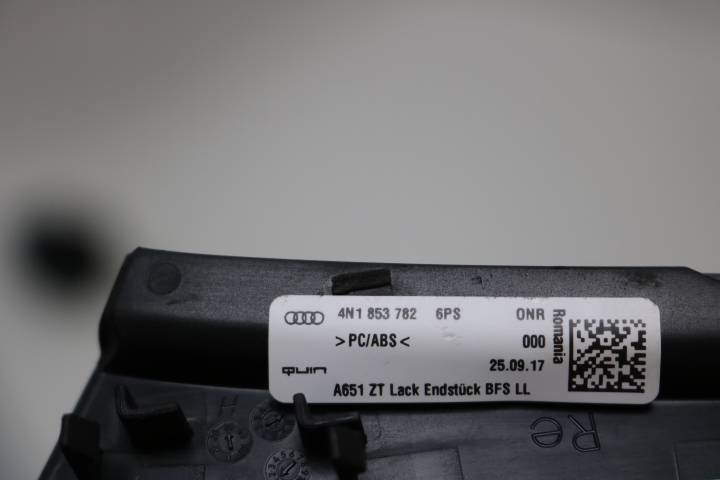 4N1 853 782 6PS 0NR
>PC/ABS< 000
25.09.17
quin
A651 ZT Lack Endstück BFS LL
Romania
H
Re